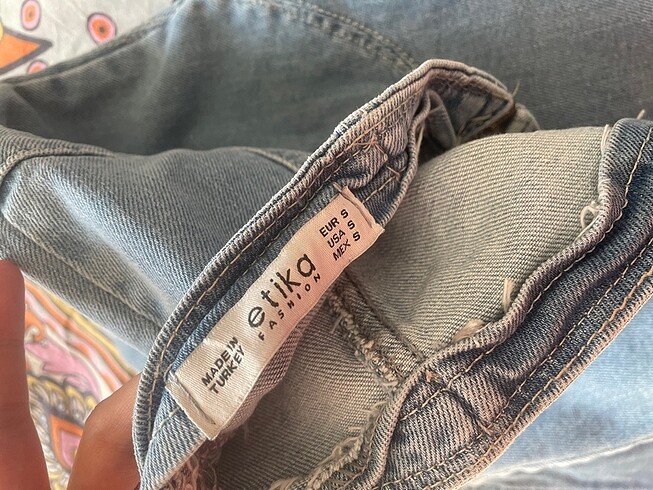 EUR S
USA S
MEX S
etika
FASHION
MADE IN
TURKEY